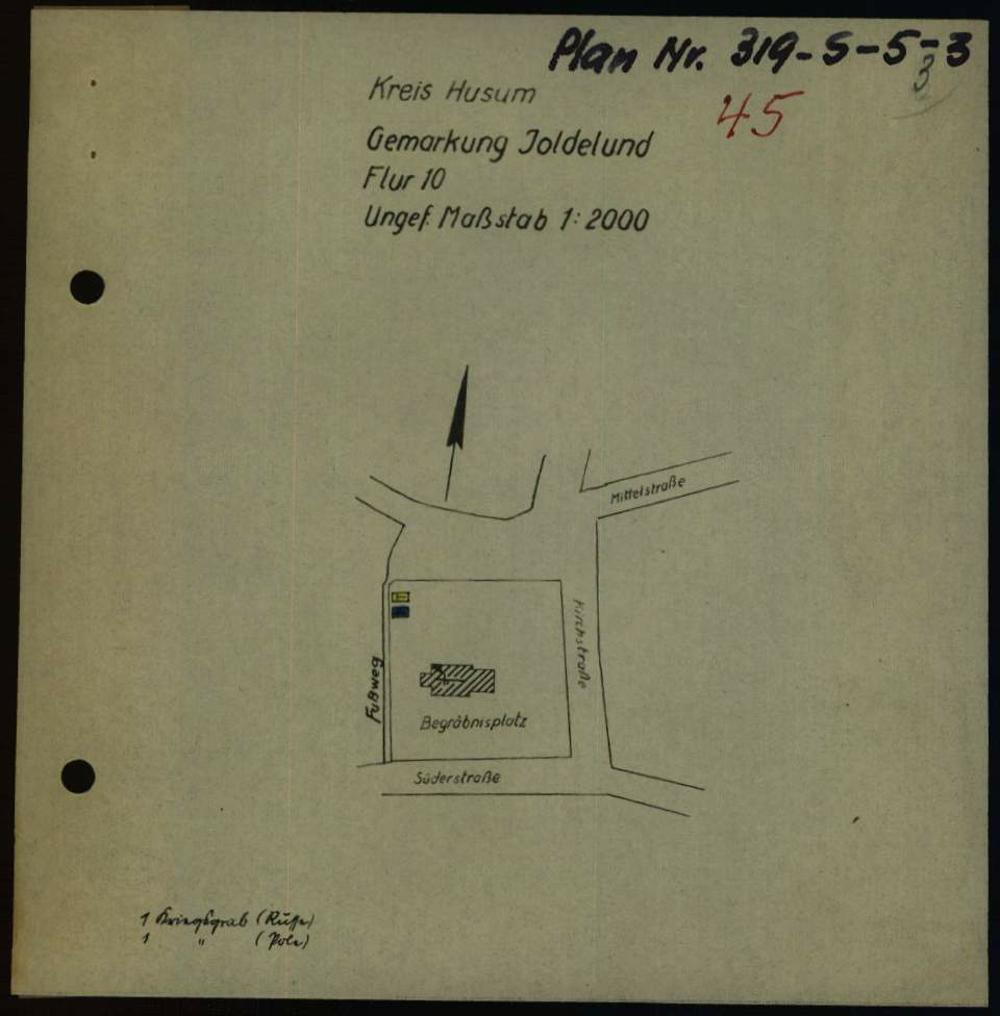 Plan Nr. 319-S-5-3
3
45
Kreis Husum
Gemarkung Joldelund
Flur 10
Ungef. Maßstab 1:2000
Mittelstraße
Kirchstraße
Fußweg
Begräbnisplatz
Süderstraße
1 Kriegsgrab (Russe)
1 " (Pole)